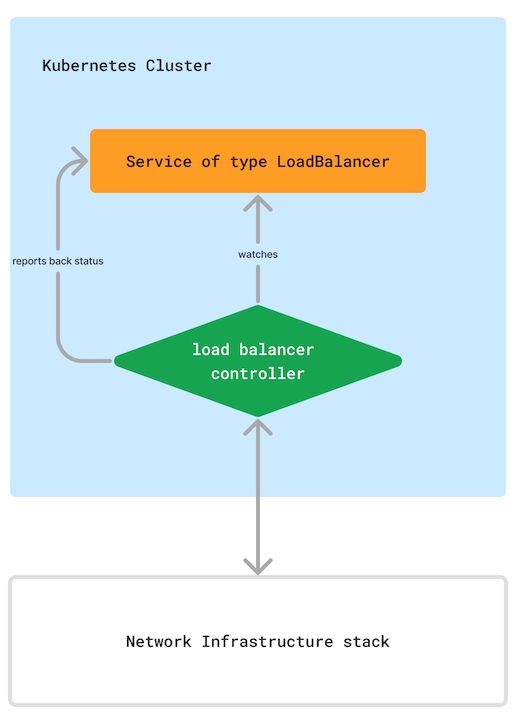 Kubernetes Cluster
Service of type LoadBalancer
reports back status
watches
load balancer
controller
Network Infrastructure stack